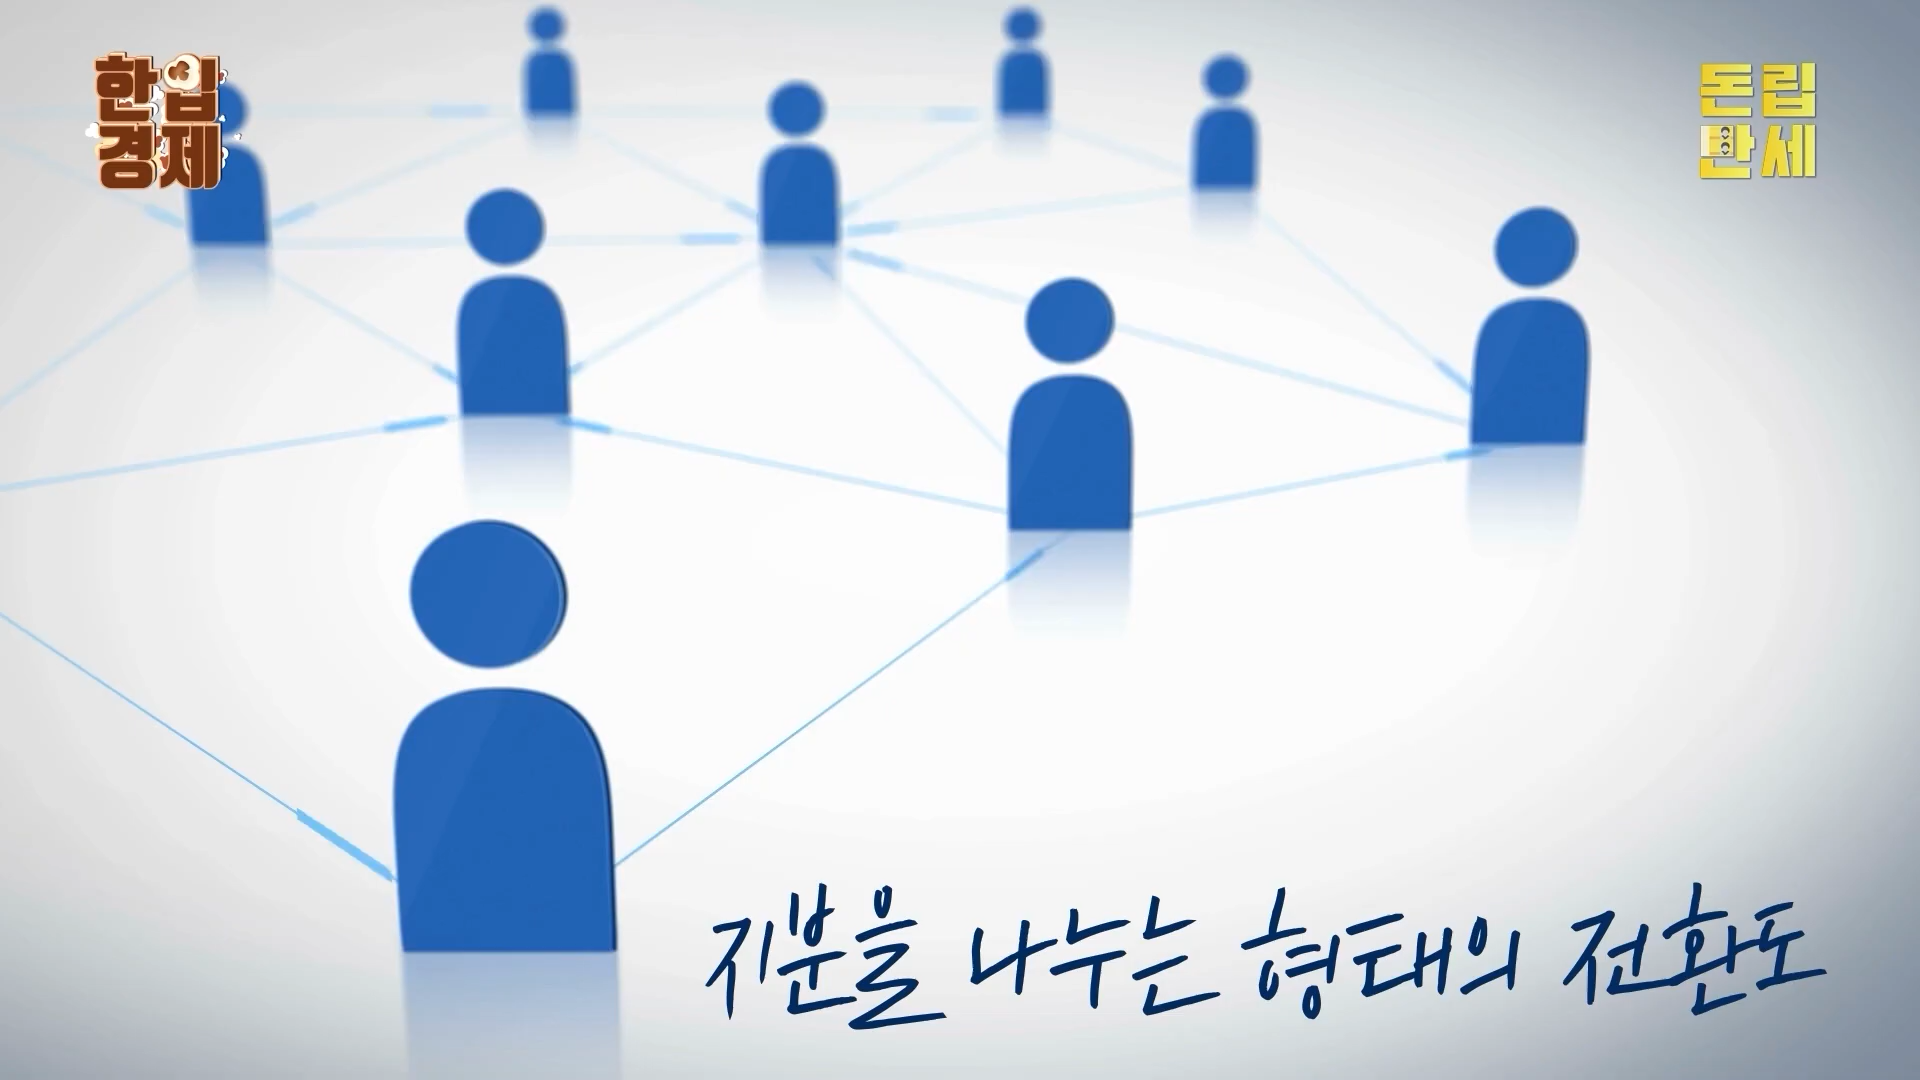 한입
경제
돈립
만세
지분을 나누는 형태의 전환도